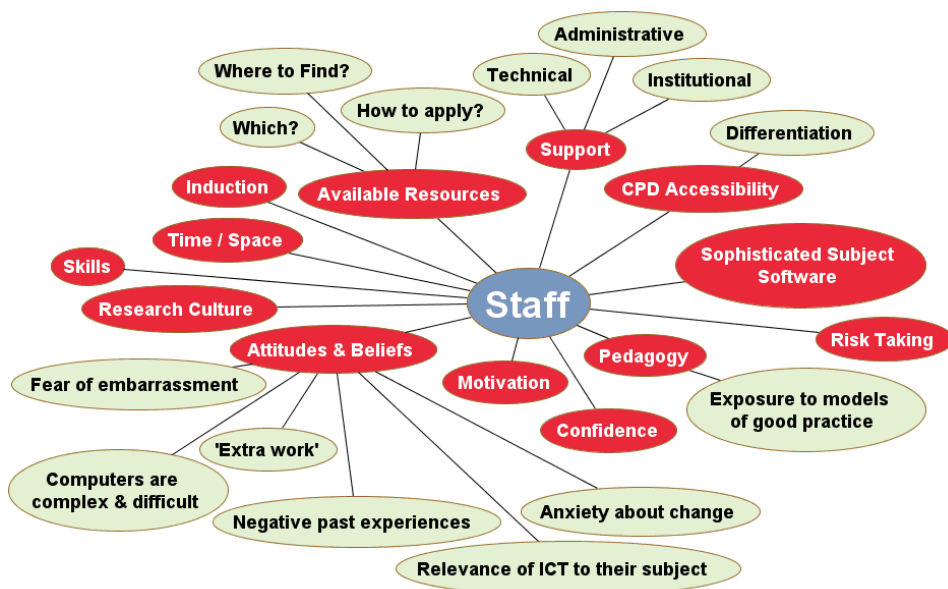 Administrative
Where to Find?
Technical
Institutional
How to apply?
Which?
Differentiation
Support
Induction
Available Resources
CPD Accessibility
Time / Space
Sophisticated Subject
Software
Skills
Research Culture
Staff
Risk Taking
Attitudes & Beliefs
Pedagogy
Motivation
Fear of embarrassment
Exposure to models
of good practice
Confidence
'Extra work'
Computers are
complex & difficult
Negative past experiences
Anxiety about change
Relevance of ICT to their subject